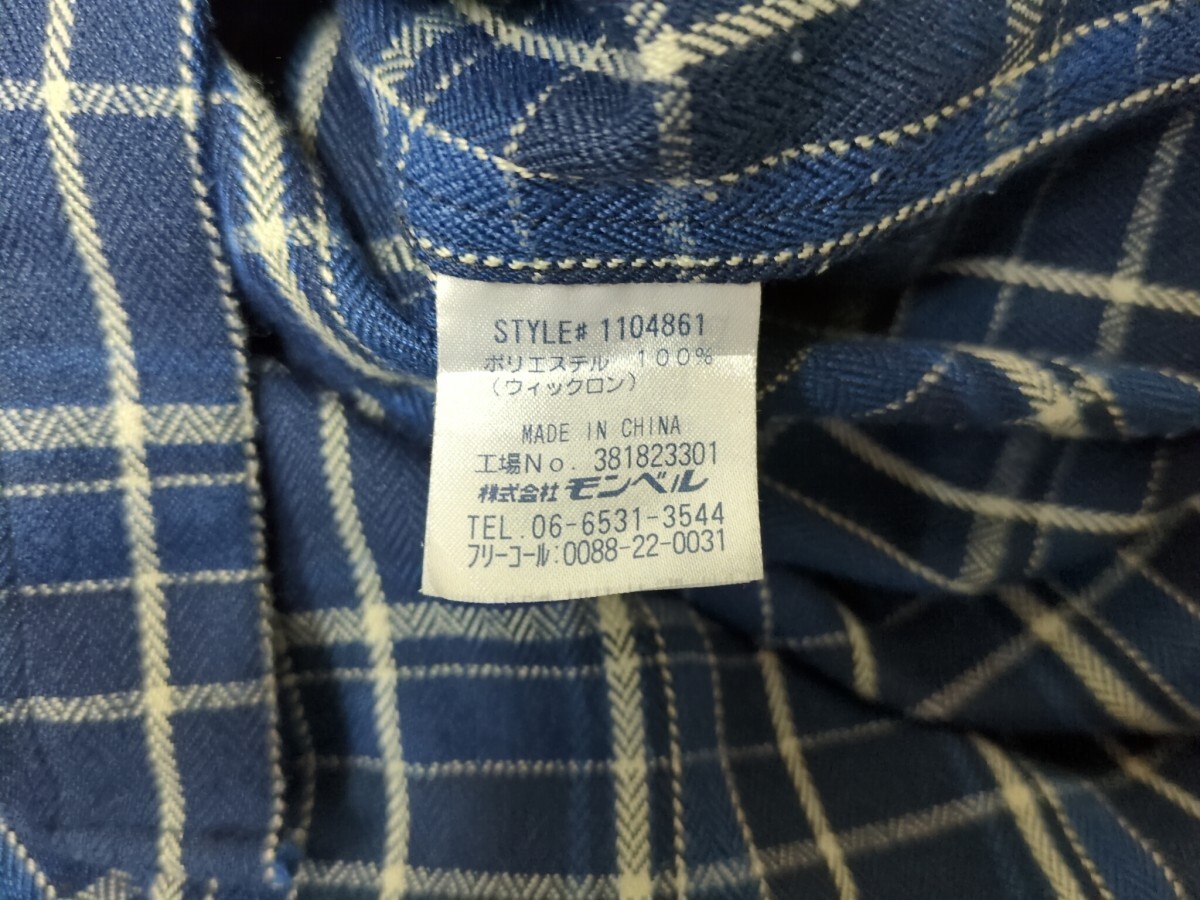 STYLE# 1104861
ポリエステル 100%
(ウィックロン)
MADE IN CHINA
工場No. 381823301
株式会社 モンベル
TEL.06-6531-3544
フリーコール:0088-22-0031